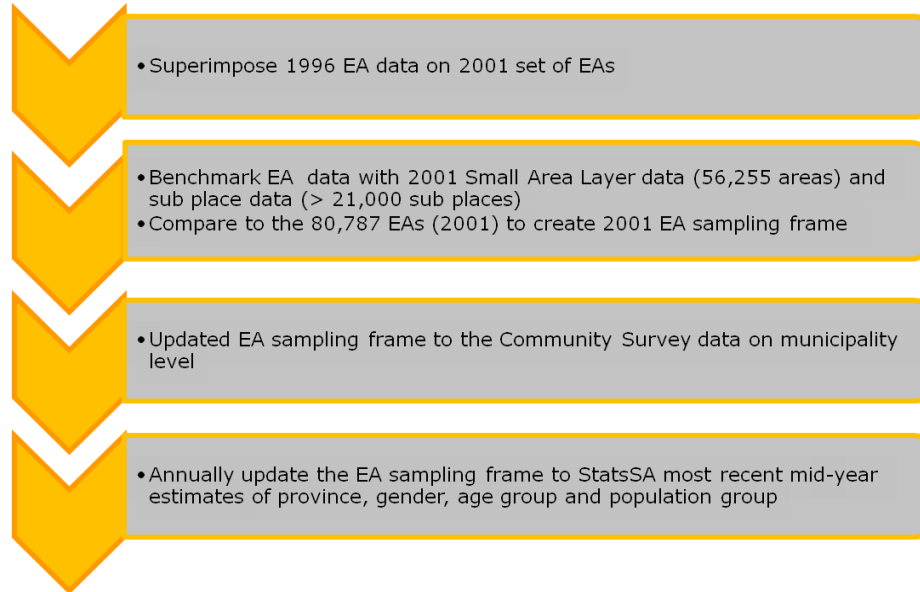 • Superimpose 1996 EA data on 2001 set of EAs
• Benchmark EA  data with 2001 Small Area Layer data (56,255 areas) and
sub place data (> 21,000 sub places)
• Compare to the 80,787 EAs (2001) to create 2001 EA sampling frame
• Updated EA sampling frame to the Community Survey data on municipality
level
• Annually update the EA sampling frame to StatsSA most recent mid-year
estimates of province, gender, age group and population group